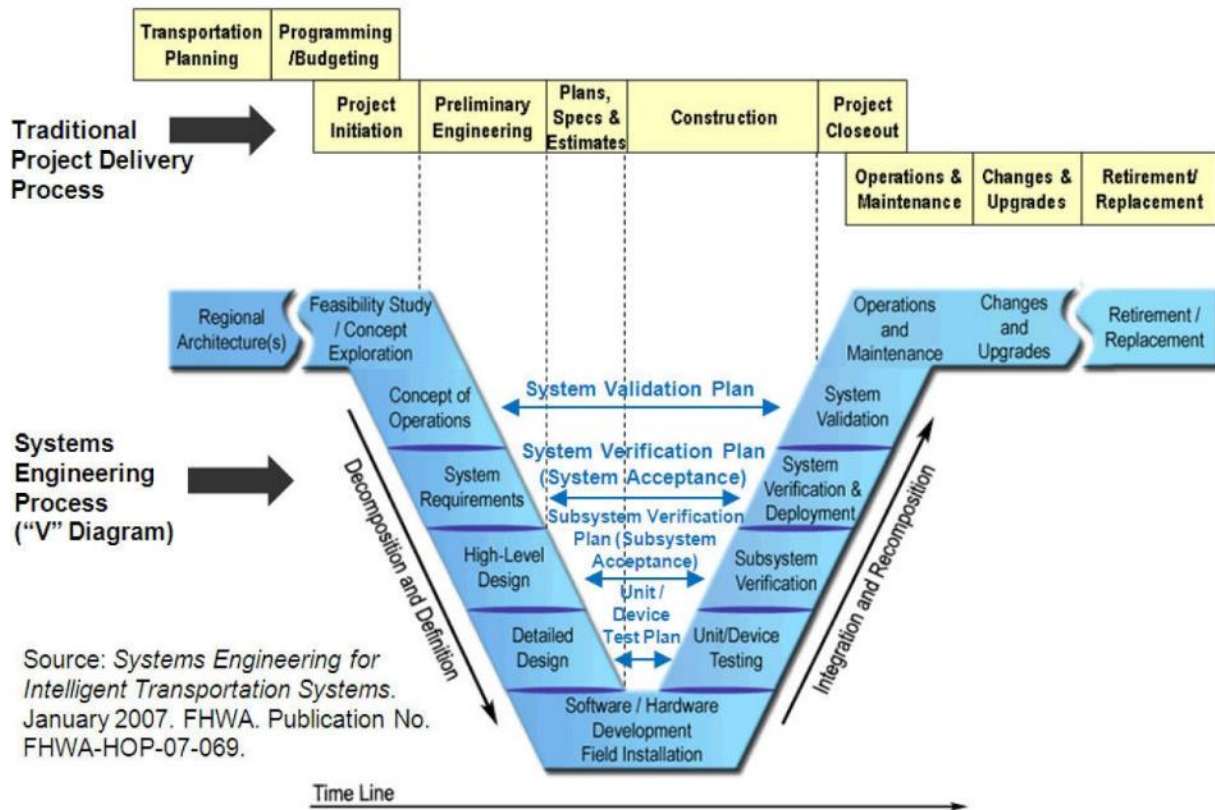 Transportation
Planning
Programming
/Budgeting
Traditional
Project Delivery
Process
Project
Initiation
Preliminary
Engineering
Plans,
Specs &
Estimates
Construction
Project
Closeout
Operations &
Maintenance
Changes &
Upgrades
Retirement/
Replacement
Systems
Engineering
Process
("V" Diagram)
Regional
Architecture(s)
Feasibility Study
/ Concept
Exploration
Concept of
Operations
System
Requirements
High-Level
Design
Detailed
Design
Software / Hardware
Development
Field Installation
Unit/Device
Testing
Subsystem
Verification
System
Verification &
Deployment
System
Validation
Operations
and
Maintenance
Changes
and
Upgrades
Retirement /
Replacement
System Validation Plan
System Verification Plan
(System Acceptance)
Subsystem Verification
Plan (Subsystem
Acceptance)
Unit /
Device
Test Plan
Decomposition and Definition
Integration and Recomposition
Source: Systems Engineering for
Intelligent Transportation Systems.
January 2007. FHWA. Publication No.
FHWA-HOP-07-069.
Time Line